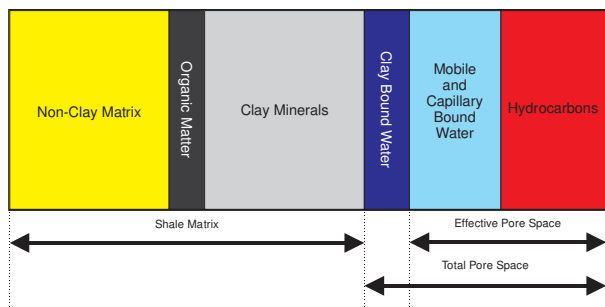 Non-Clay Matrix
Organic Matter
Clay Minerals
Clay Bound Water
Mobile
and
Capillary
Bound
Water
Hydrocarbons
Shale Matrix
Effective Pore Space
Total Pore Space